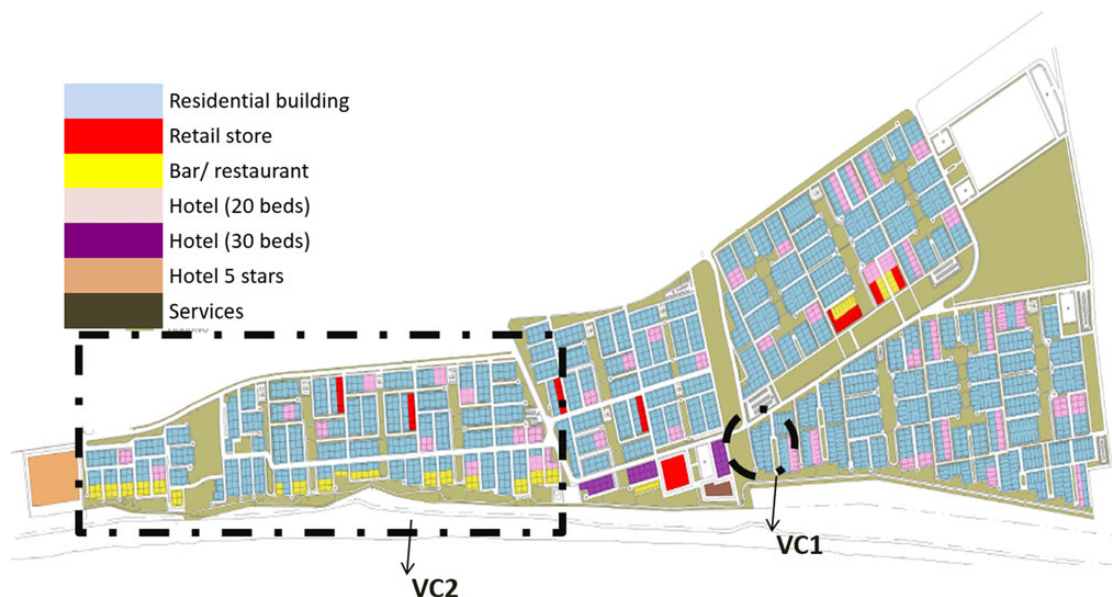 Residential building
Retail store
Bar/ restaurant
Hotel (20 beds)
Hotel (30 beds)
Hotel 5 stars
Services
VC1
VC2